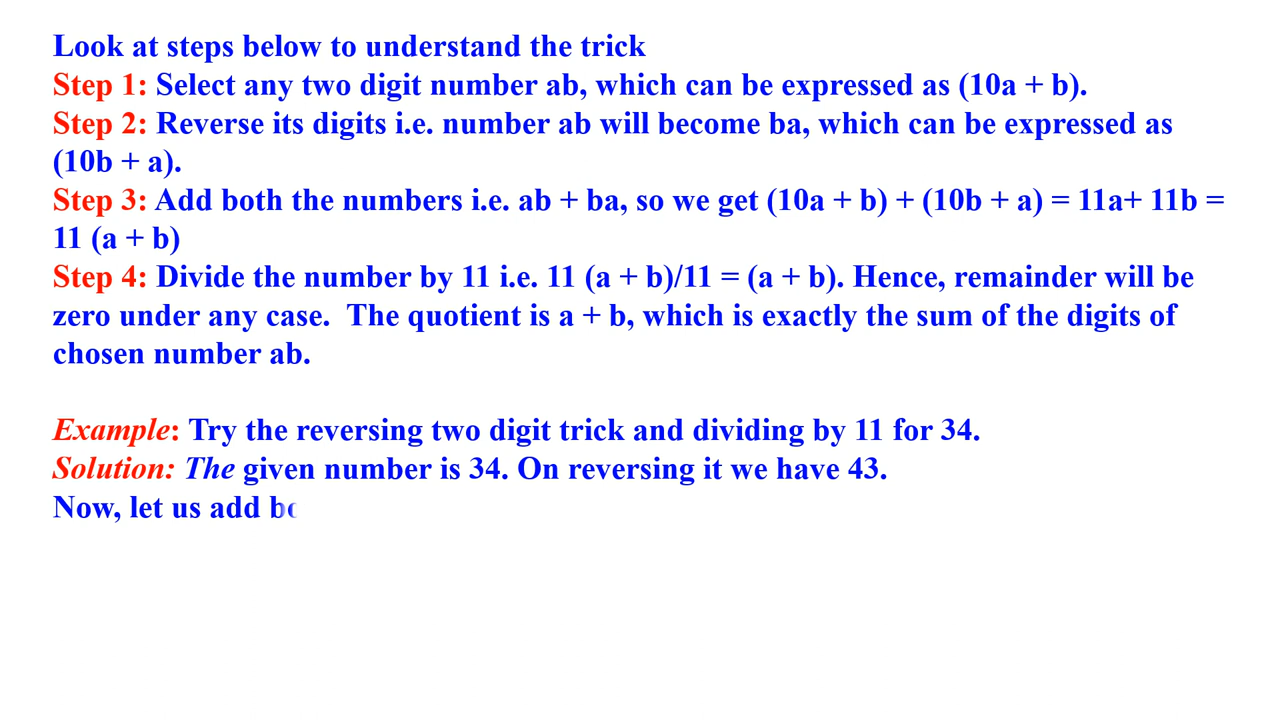 Look at steps below to understand the trick
Step 1: Select any two digit number ab, which can be expressed as (10a + b).
Step 2: Reverse its digits i.e. number ab will become ba, which can be expressed as
(10b + a).
Step 3: Add both the numbers i.e. ab + ba, so we get (10a + b) + (10b + a) = 11a+ 11b =
11 (a + b)
Step 4: Divide the number by 11 i.e. 11 (a + b)/11 = (a + b). Hence, remainder will be
zero under any case.  The quotient is a + b, which is exactly the sum of the digits of
chosen number ab.
Example: Try the reversing two digit trick and dividing by 11 for 34.
Solution: The given number is 34. On reversing it we have 43.
Now, let us add